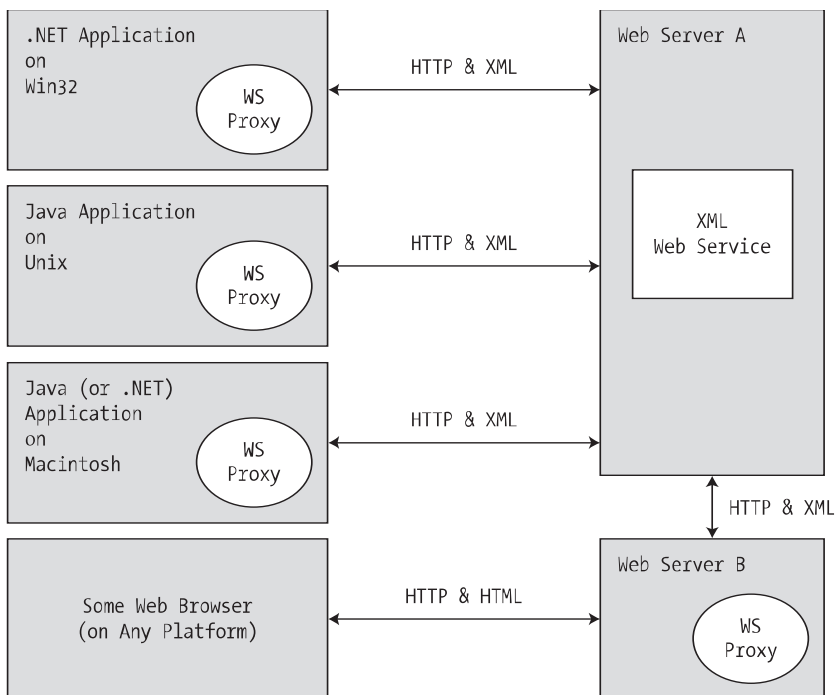 .NET Application
on
Win32
WS
Proxy
HTTP & XML
Web Server A
XML
Web Service
Java Application
on
Unix
WS
Proxy
HTTP & XML
Java (or .NET)
Application
on
Macintosh
WS
Proxy
HTTP & XML
HTTP & XML
Some Web Browser
(on Any Platform)
HTTP & HTML
Web Server B
WS
Proxy